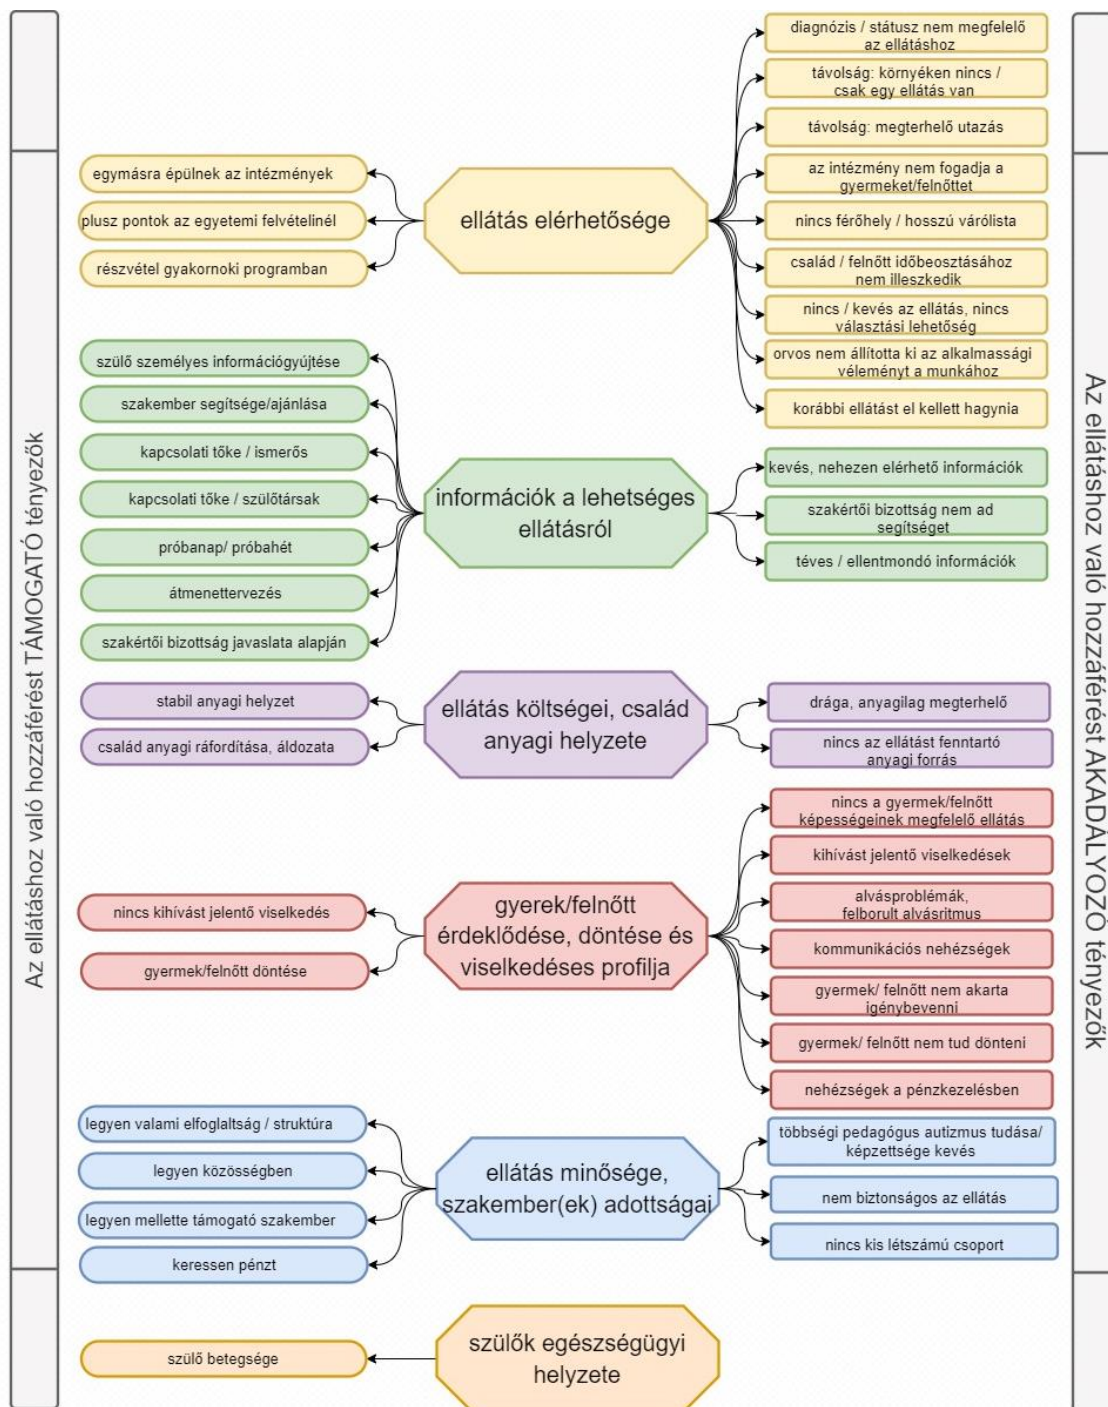 Az ellátáshoz való hozzáférést TÁMOGATÓ tényezők
egymásra épülnek az intézmények
plusz pontok az egyetemi felvételinél
részvétel gyakornoki programban
ellátás elérhetősége
diagnózis / státusz nem megfelelő
az ellátáshoz
távolság: környéken nincs /
csak egy ellátás van
távolság: megterhelő utazás
az intézmény nem fogadja a
gyermeket/felnőttet
nincs férőhely / hosszú várólista
család / felnőtt időbeosztásához
nem illeszkedik
nincs / kevés az ellátás, nincs
választási lehetőség
orvos nem állította ki az alkalmassági
véleményt a munkához
korábbi ellátást el kellett hagynia
szülő személyes információgyűjtése
szakember segítsége/ajánlása
kapcsolati tőke / ismerős
kapcsolati tőke / szülőtársak
próbanap/ próbahét
átmenettervezés
szakértői bizottság javaslata alapján
információk a lehetséges
ellátásról
kevés, nehezen elérhető információk
szakértői bizottság nem ad
segítséget
téves / ellentmondó információk
stabil anyagi helyzet
család anyagi ráfordítása, áldozata
ellátás költségei, család
anyagi helyzete
drága, anyagilag megterhelő
nincs az ellátást fenntartó
anyagi forrás
nincs kihívást jelentő viselkedés
gyermek/felnőtt döntése
gyerek/felnőtt
érdeklődése, döntése és
viselkedéses profilja
nincs a gyermek/felnőtt
képességeinek megfelelő ellátás
kihívást jelentő viselkedések
alvásproblémák,
felborult alvásritmus
kommunikációs nehézségek
gyermek/ felnőtt nem akarta
igénybevenni
gyermek/ felnőtt nem tud dönteni
nehézségek a pénzkezelésben
legyen valami elfoglaltság / struktúra
legyen közösségben
legyen mellette támogató szakember
keressen pénzt
ellátás minősége,
szakember(ek) adottságai
többségi pedagógus autizmus tudása/
képzettsége kevés
nem biztonságos az ellátás
nincs kis létszámú csoport
szülő betegsége
szülők egészségügyi
helyzete
Az ellátáshoz való hozzáférést AKADÁLYOZÓ tényezők